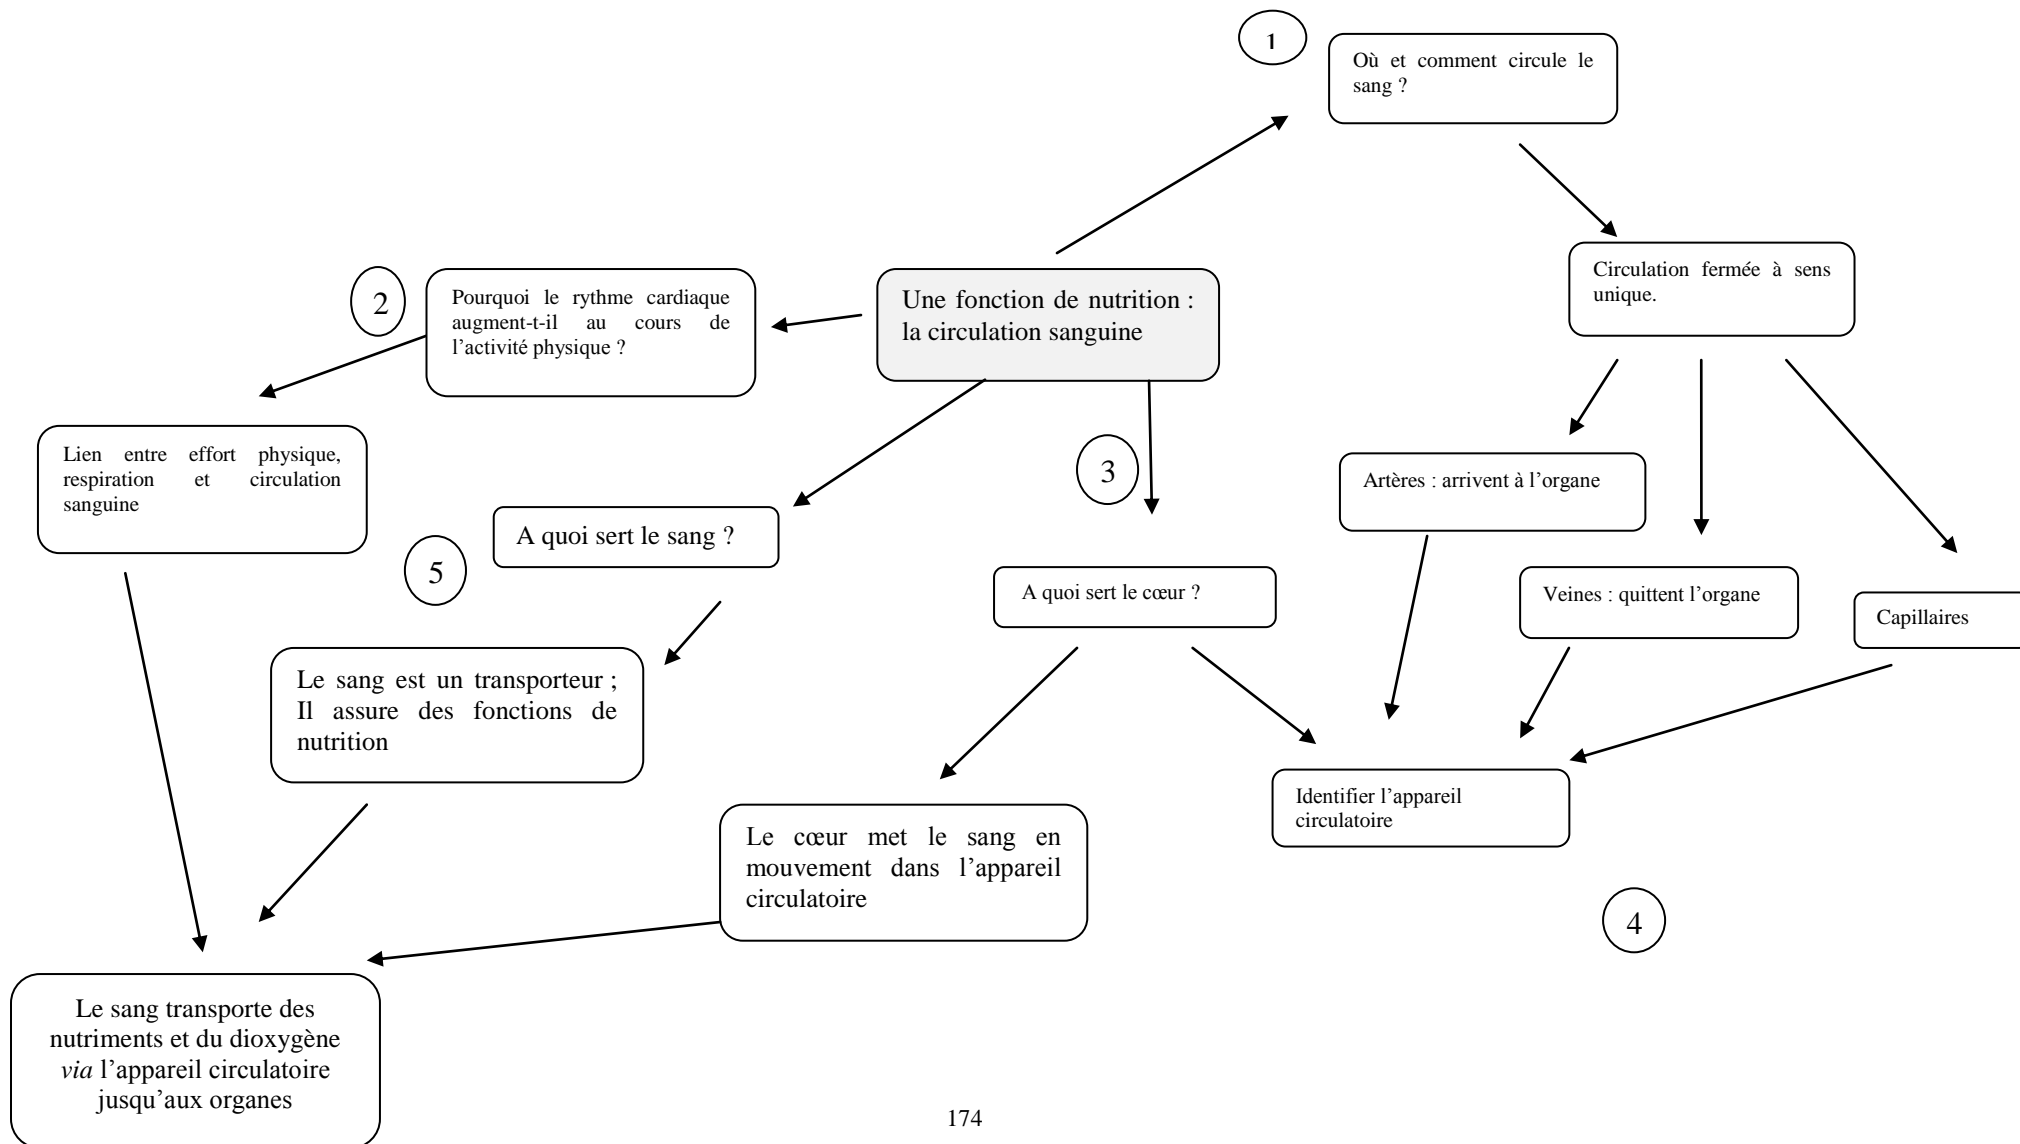 1
Où et comment circule le
sang ?
Circulation fermée à sens
unique.
2
Pourquoi le rythme cardiaque
augment-t-il au cours de
l’activité physique ?
Une fonction de nutrition :
la circulation sanguine
Lien entre effort physique,
respiration et circulation
sanguine
3
Artères : arrivent à l’organe
A quoi sert le sang ?
5
A quoi sert le cœur ?
Veines : quittent l’organe
Capillaires
Le sang est un transporteur ;
Il assure des fonctions de
nutrition
Identifier l’appareil
circulatoire
Le cœur met le sang en
mouvement dans l’appareil
circulatoire
4
Le sang transporte des
nutriments et du dioxygène
via l’appareil circulatoire
jusqu’aux organes
174